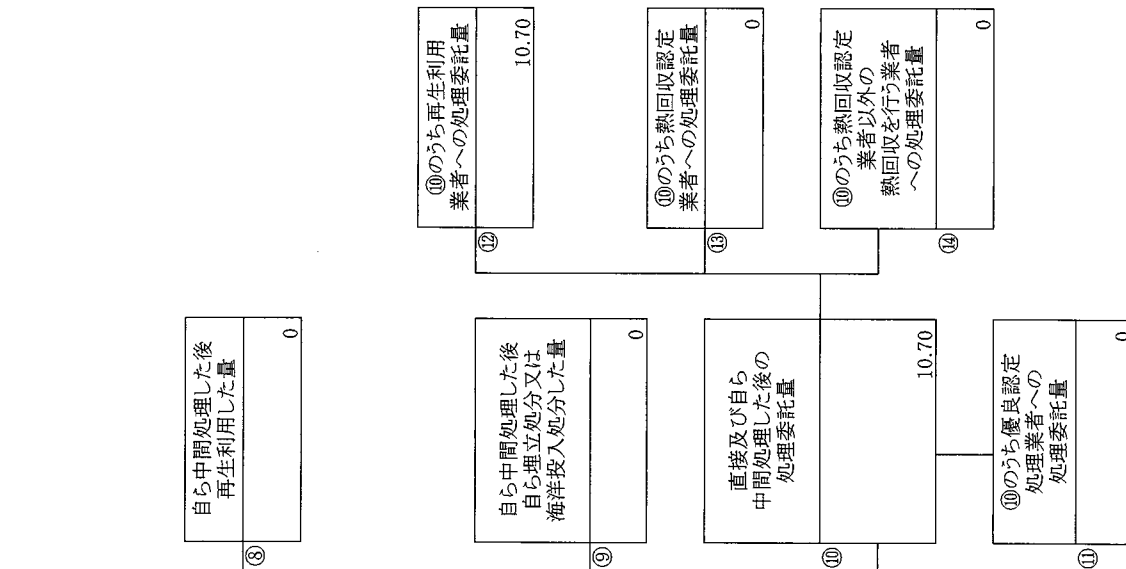 ⑧
自ら中間処理した後
再生利用した量
0
⑨
自ら中間処理した後
自ら埋立処分又は
海洋投入処分した量
0
⑩
直接及び自ら
中間処理した後の
処理委託量
10.70
⑪
⑩のうち優良認定
処理業者への
処理委託量
0
⑫
⑩のうち再生利用
業者への処理委託量
10.70
⑬
⑩のうち熱回収認定
業者への処理委託量
0
⑭
⑩のうち熱回収認定
業者以外の
熱回収を行う業者
への処理委託量
0